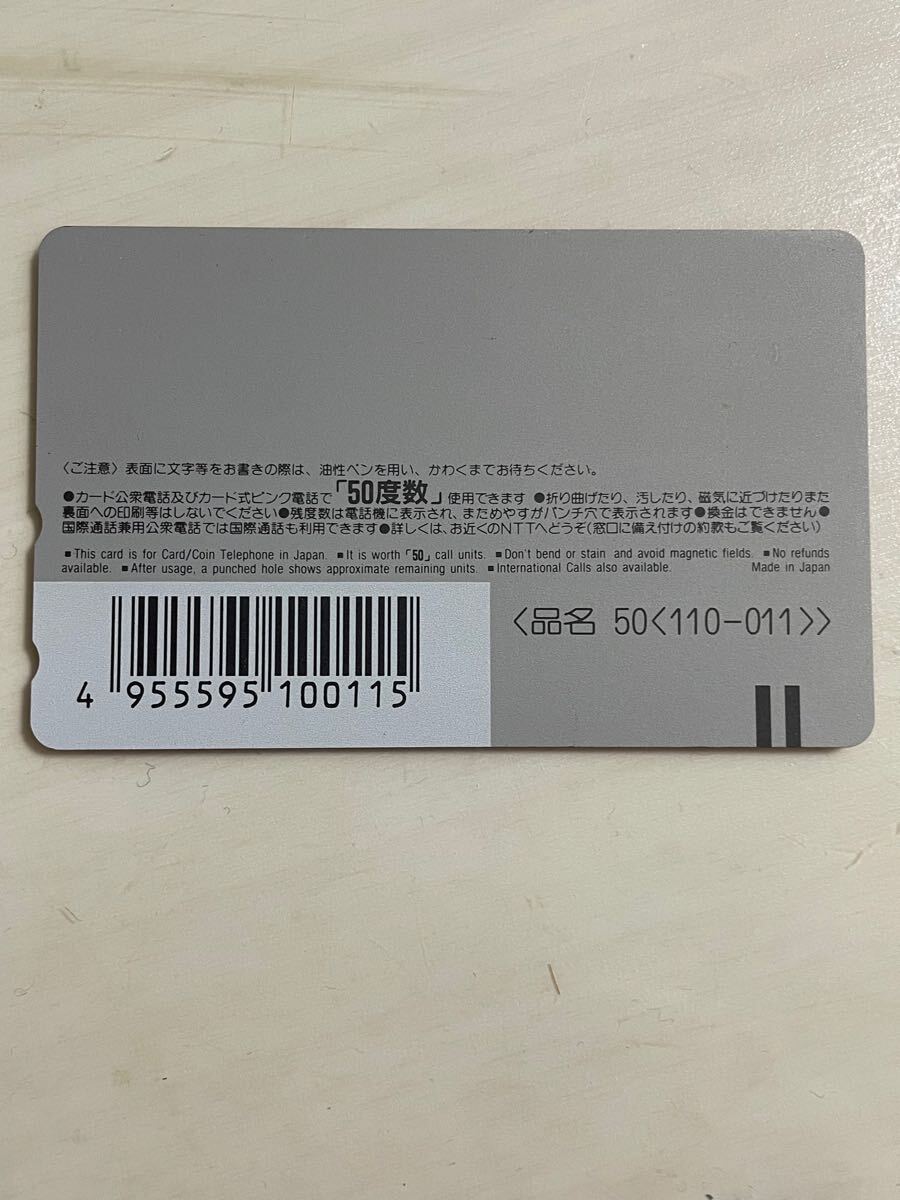 〈ご注意〉表面に文字等をお書きの際は、油性ペンを用い、かわくまでお待ちください。
●カード公衆電話及びカード式ピンク電話で「50度数」使用できます ●折り曲げたり、汚したり、磁気に近づけたりまた
裏面への印刷等はしないでください●残度数は電話機に表示され、まためやすがパンチ穴で表示されます●換金はできません●
国際通話兼用公衆電話では国際通話も利用できます●詳しくは、お近くのNTTへどうぞ(窓口に備え付けの約款もご覧ください)
■This card is for Card/Coin Telephone in Japan. ■It is worth「50」call units. ■Don't bend or stain and avoid magnetic fields. ■No refunds
available. ■After usage, a punched hole shows approximate remaining units. ■International Calls also available. Made in Japan
〈品名 50〈110-011〉〉
4 955595 100115